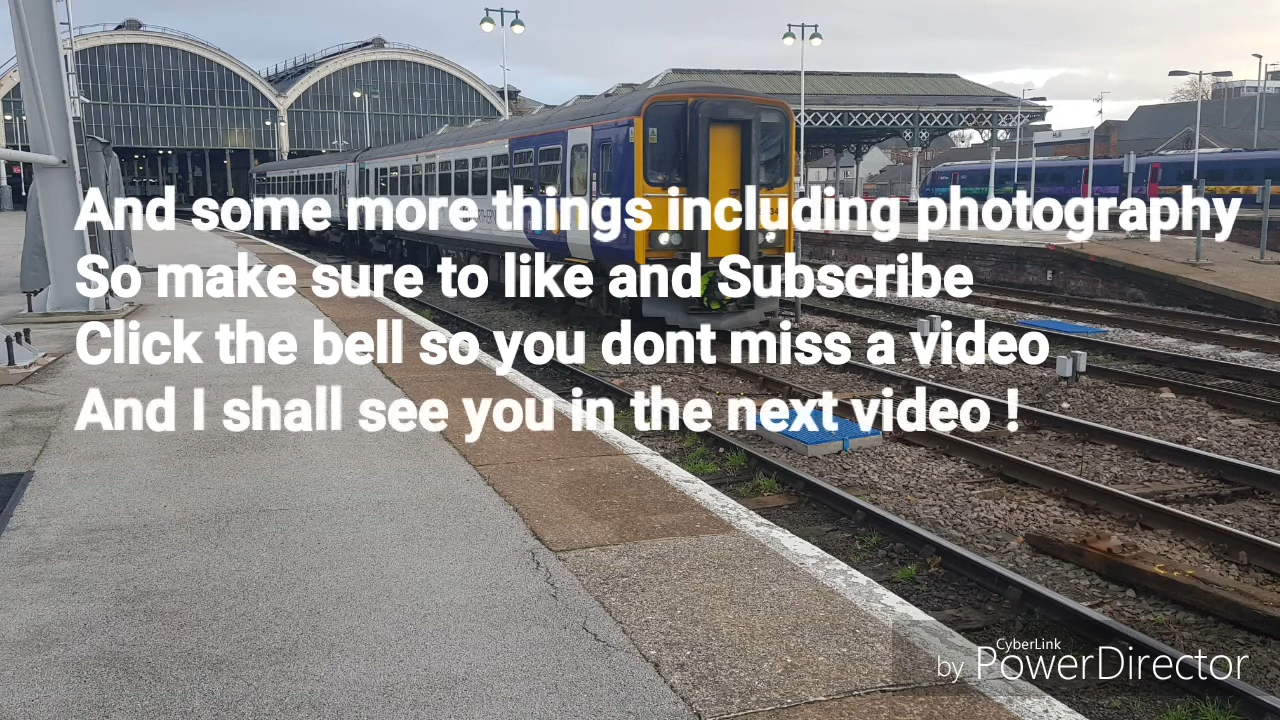 And some more things including photography
So make sure to like and Subscribe
Click the bell so you dont miss a video
And I shall see you in the next video !
CyberLink
by PowerDirector